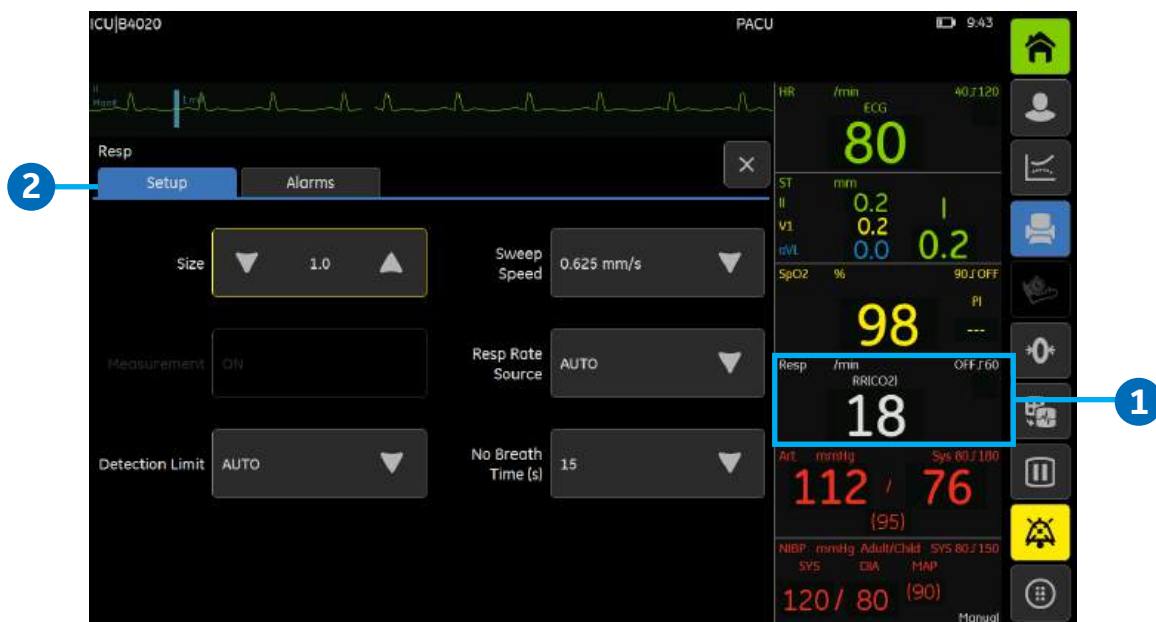 ICU|B4020 PACU 9:43
II
Mont 1mV
Resp
Setup Alarms
2
Size 1.0
Sweep Speed 0.625 mm/s
Measurement ON
Resp Rate Source AUTO
Detection Limit AUTO
No Breath Time (s) 15
HR /min 40 120
ECG
80
ST mm
II 0.2 I
V1 0.2
aVL 0.0 0.2
SpO2 % 90 OFF
PI
98 ---
Resp /min OFF 60
RR(CO2)
18
1
Art mmHg Sys 80 180
112 / 76
(95)
NIBP mmHg Adult/Child SYS 80 150
SYS DIA MAP
120 / 80 (90)
Manual
0